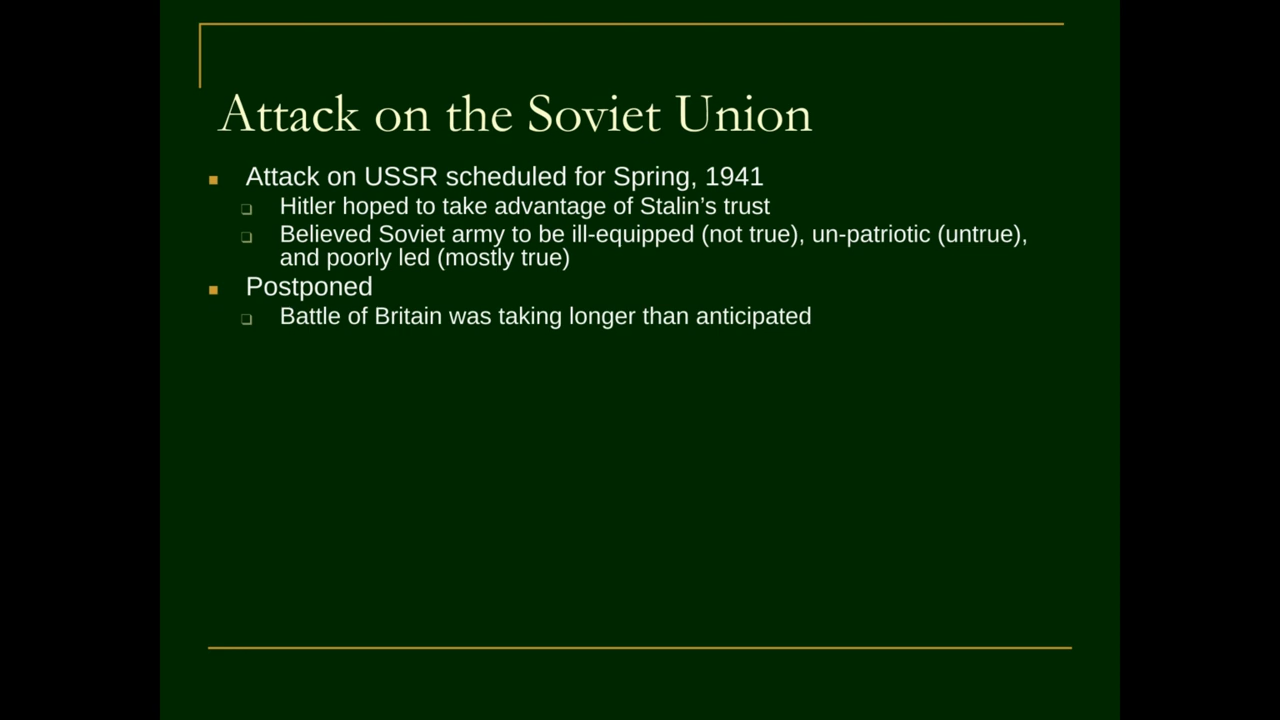 Attack on the Soviet Union
Attack on USSR scheduled for Spring, 1941
Hitler hoped to take advantage of Stalin’s trust
Believed Soviet army to be ill-equipped (not true), un-patriotic (untrue),
and poorly led (mostly true)
Postponed
Battle of Britain was taking longer than anticipated